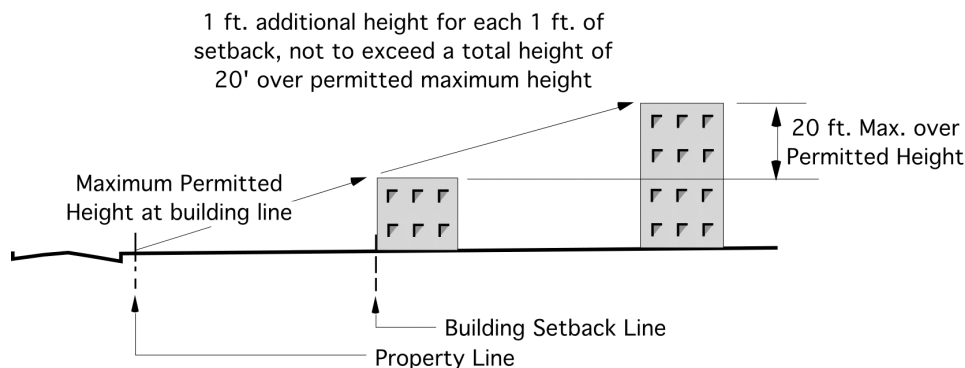 1 ft. additional height for each 1 ft. of
setback, not to exceed a total height of
20' over permitted maximum height
20 ft. Max. over
Permitted Height
Maximum Permitted
Height at building line
Building Setback Line
Property Line